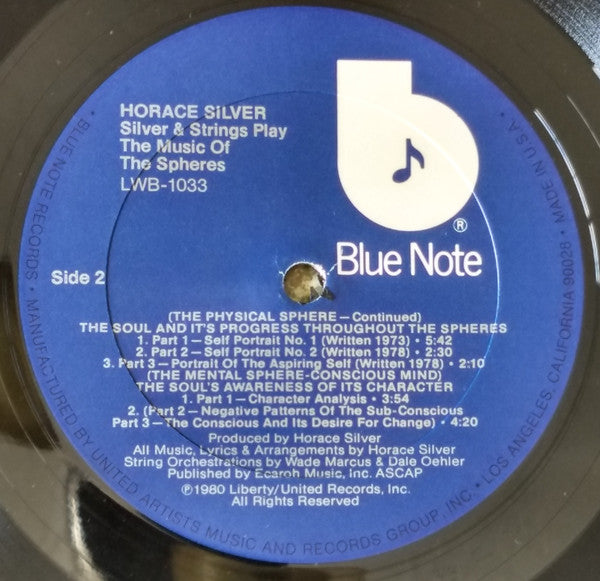 HORACE SILVER
Silver & Strings Play
The Music Of
The Spheres
LWB-1033
b
®
Blue Note
Side 2
(THE PHYSICAL SPHERE—Continued)
THE SOUL AND IT'S PROGRESS THROUGHOUT THE SPHERES
1. Part 1—Self Portrait No. 1 (Written 1973) • 5:42
2. Part 2—Self Portrait No. 2 (Written 1978) • 2:30
3. Part 3—Portrait Of The Aspiring Self (Written 1978) • 2:10
(THE MENTAL SPHERE-CONSCIOUS MIND)
THE SOUL'S AWARENESS OF ITS CHARACTER
1. Part 1—Character Analysis • 3:54
2. (Part 2—Negative Patterns Of The Sub-Conscious
Part 3—The Conscious And Its Desire For Change) • 4:20
Produced by Horace Silver
All Music, Lyrics & Arrangements by Horace Silver
String Orchestrations by Wade Marcus & Dale Oehler
Published by Ecaroh Music, Inc. ASCAP
℗1980 Liberty/United Records, Inc.
All Rights Reserved
• BLUE NOTE RECORDS • MANUFACTURED BY UNITED ARTISTS MUSIC AND RECORDS GROUP, INC. • LOS ANGELES, CALIFORNIA 90028 • MADE IN U.S.A.